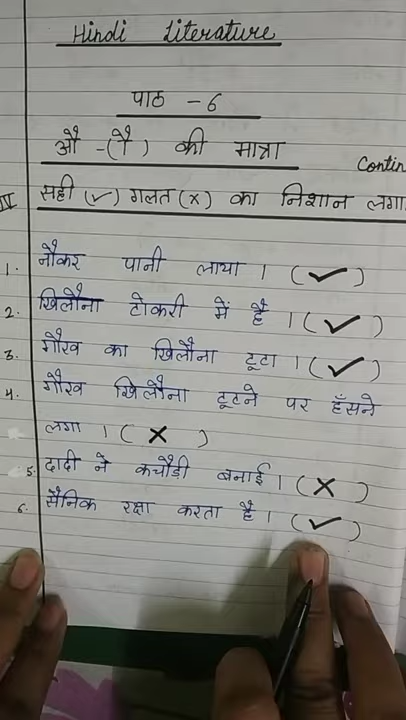 Hindi Literature
पाठ - 6
औ - (ौ) की मात्रा
Contin
IV सही (✓) गलत (×) का निशान लगा
1. नौकर पानी लाया । (✓)
2. खिलौना टोकरी में है । (✓)
3. गौरव का खिलौना टूटा । (✓)
4. गौरव खिलौना टूटने पर हँसने
लगा । (×)
5. दादी ने कचौड़ी बनाई । (×)
6. सैनिक रक्षा करता है । (✓)